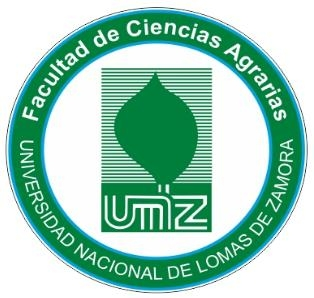 Facultad de Ciencias Agrarias
UNIVERSIDAD NACIONAL DE LOMAS DE ZAMORA
UNLZ